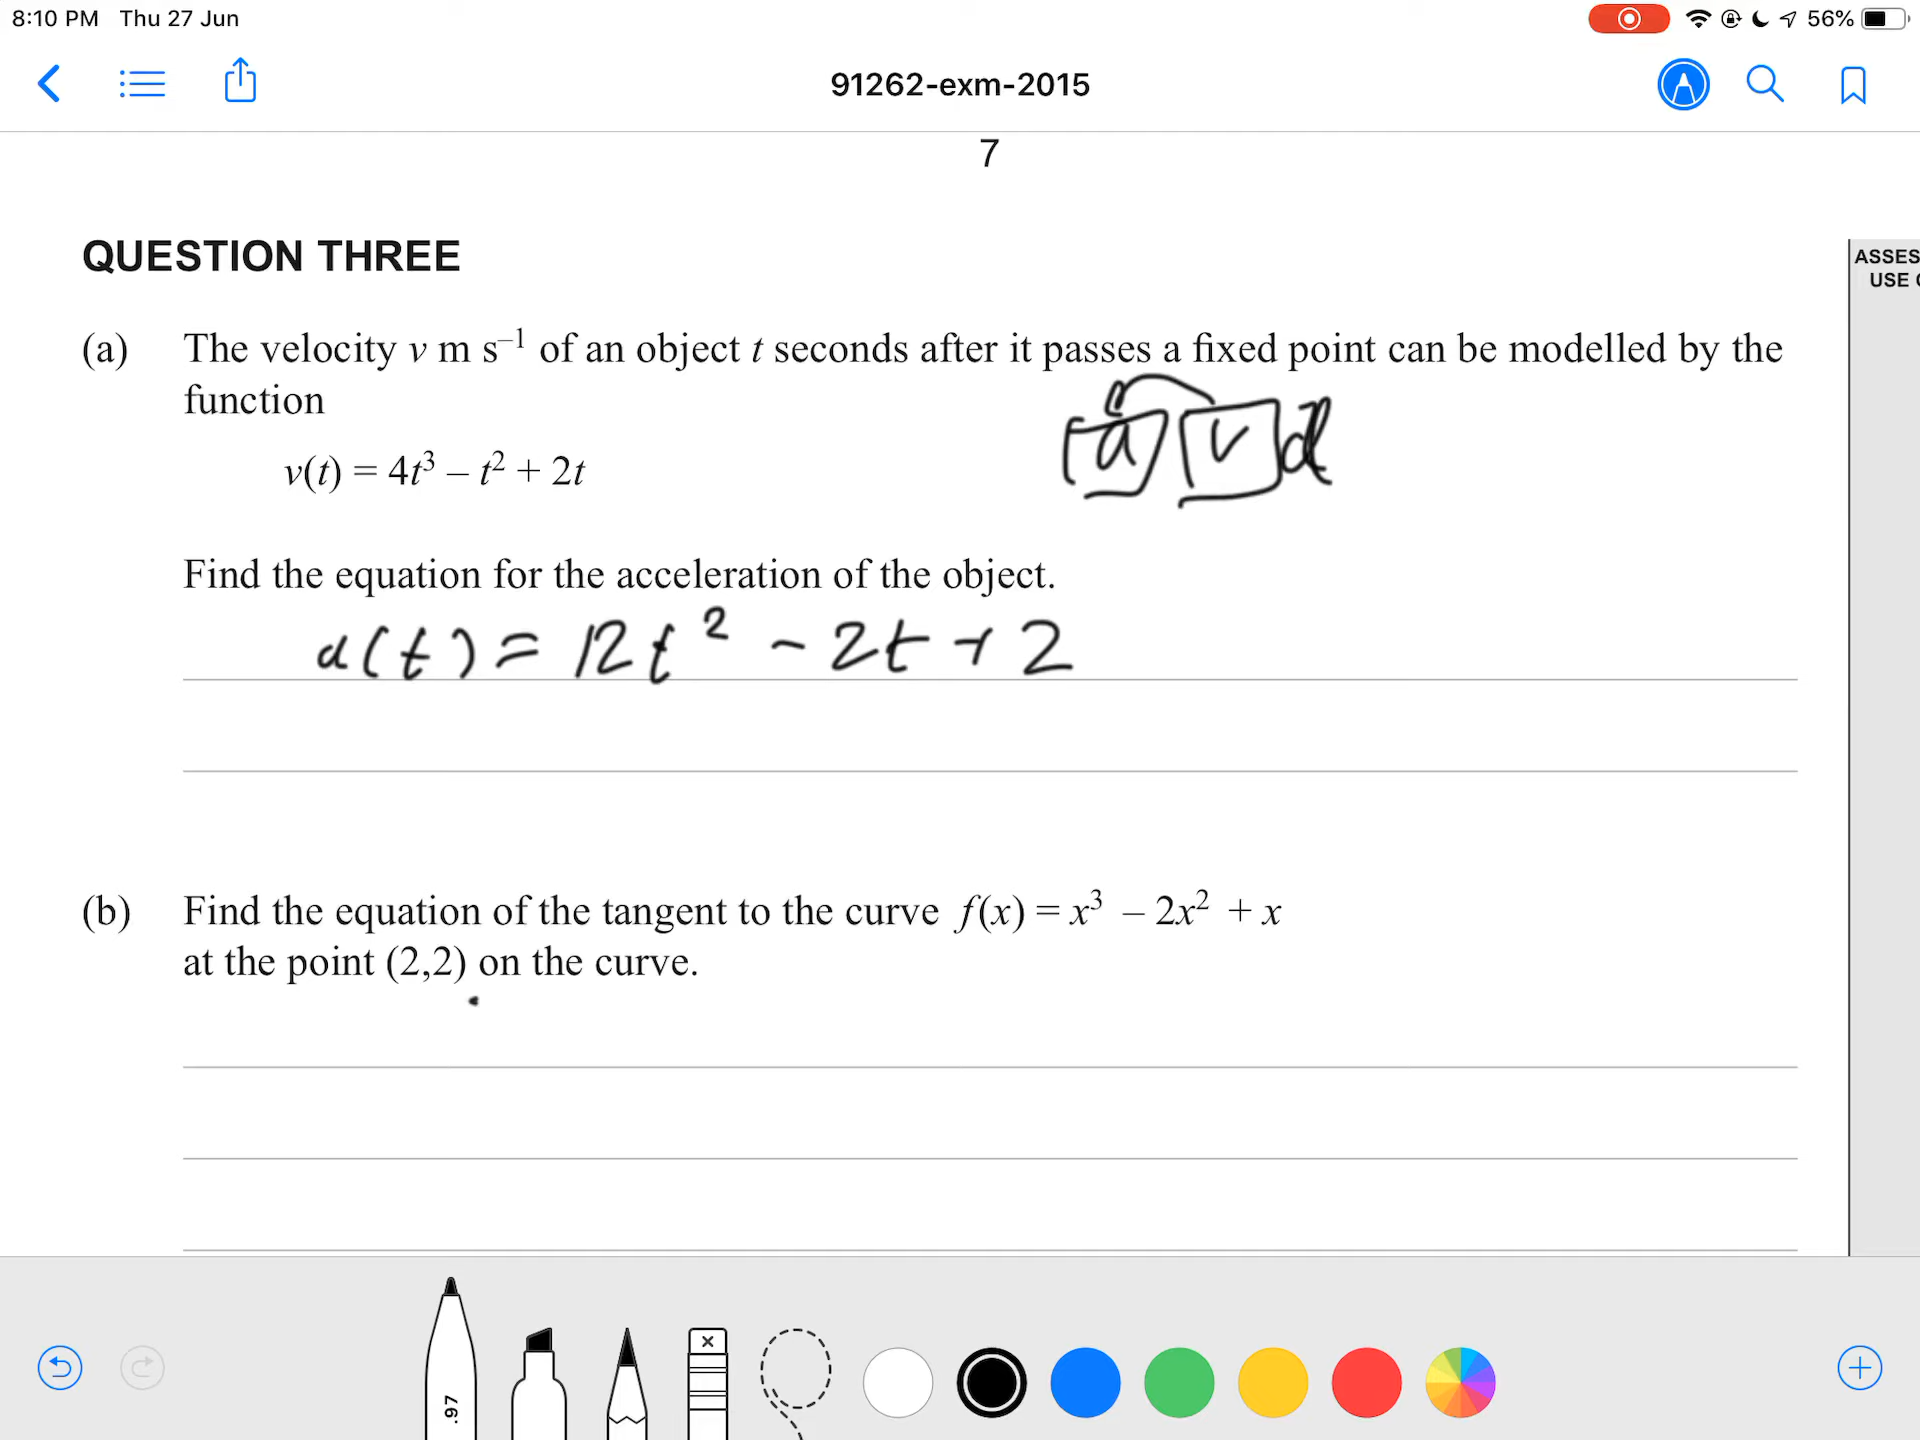 8:10 PM Thu 27 Jun 56%
91262-exm-2015
7
QUESTION THREE
ASSES
USE
(a) The velocity v m s⁻¹ of an object t seconds after it passes a fixed point can be modelled by the
function
a v d
v(t) = 4t³ – t² + 2t
Find the equation for the acceleration of the object.
a(t) = 12t² - 2t + 2
(b) Find the equation of the tangent to the curve f(x) = x³ – 2x² + x
at the point (2,2) on the curve.
.97